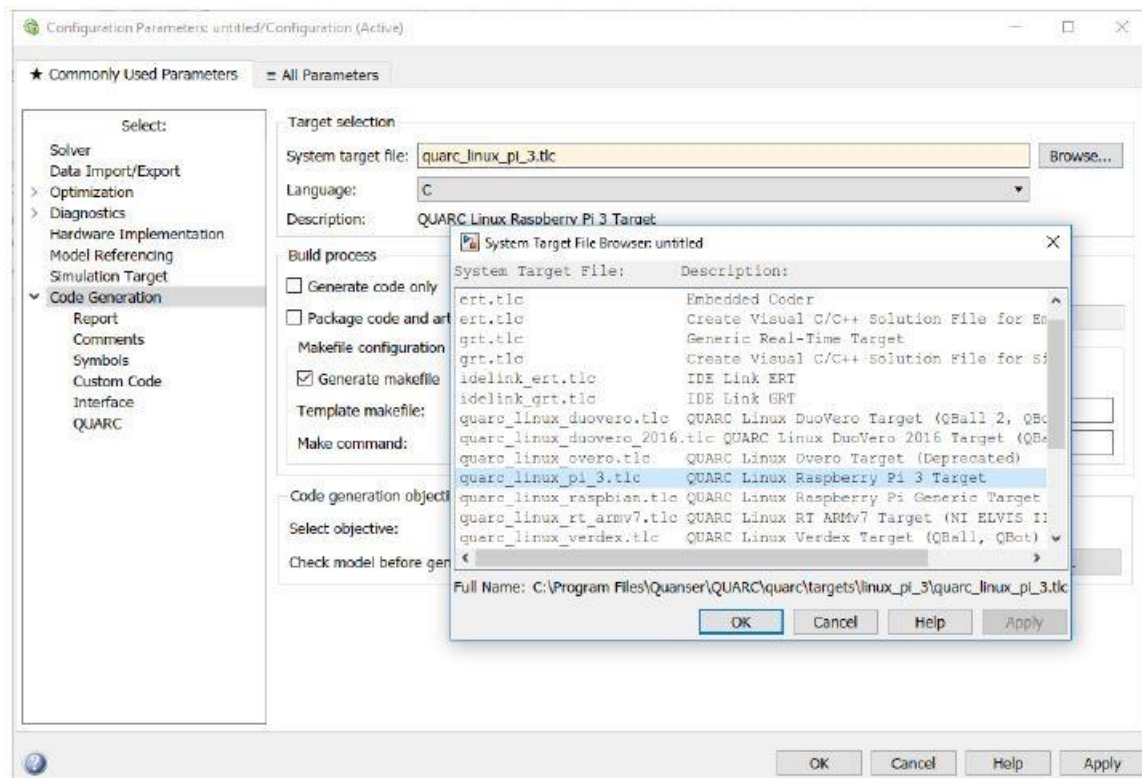 Configuration Parameters: untitled/Configuration (Active)
★ Commonly Used Parameters
≡ All Parameters
Select:
Solver
Data Import/Export
Optimization
Diagnostics
Hardware Implementation
Model Referencing
Simulation Target
Code Generation
Report
Comments
Symbols
Custom Code
Interface
QUARC
Target selection
System target file: quarc_linux_pi_3.tlc Browse...
Language: C
Description: QUARC Linux Raspberry Pi 3 Target
Build process
Generate code only
Package code and art
Makefile configuration
Generate makefile
Template makefile:
Make command:
Code generation objecti
Select objective:
Check model before gen
System Target File Browser: untitled
System Target File: Description:
ert.tlc Embedded Coder
ert.tlc Create Visual C/C++ Solution File for Em
grt.tlc Generic Real-Time Target
grt.tlc Create Visual C/C++ Solution File for Si
idelink_ert.tlc IDE Link ERT
idelink_grt.tlc IDE Link GRT
quarc_linux_duovero.tlc QUARC Linux DuoVero Target (QBall 2, QBo
quarc_linux_duovero_2016.tlc QUARC Linux DuoVero 2016 Target (QBa
quarc_linux_overo.tlc QUARC Linux Overo Target (Deprecated)
quarc_linux_pi_3.tlc QUARC Linux Raspberry Pi 3 Target
quarc_linux_raspbian.tlc QUARC Linux Raspberry Pi Generic Target
quarc_linux_rt_armv7.tlc QUARC Linux RT ARMv7 Target (NI ELVIS II
quarc_linux_verdex.tlc QUARC Linux Verdex Target (QBall, QBot)
Full Name: C:\Program Files\Quanser\QUARC\quarc\targets\linux_pi_3\quarc_linux_pi_3.tlc
OK Cancel Help Apply
OK Cancel Help Apply